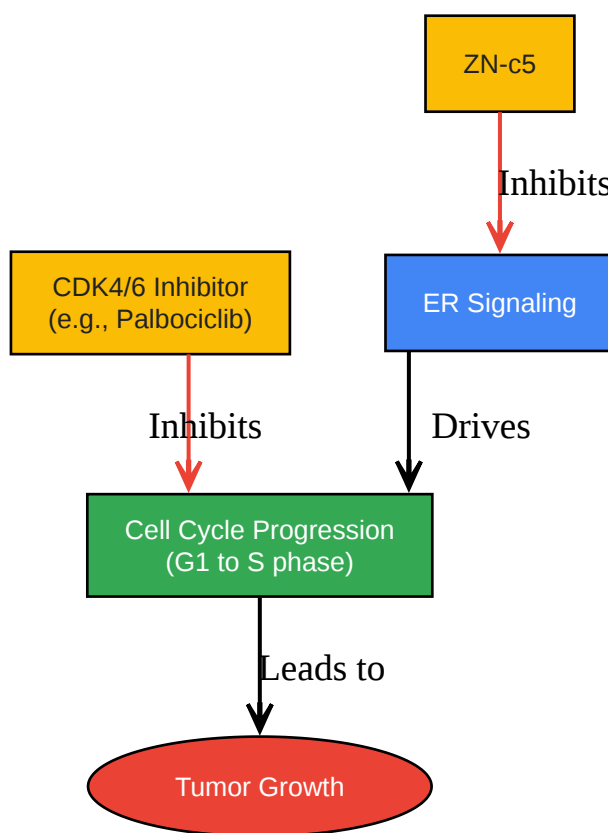 ZN-c5
Inhibits
CDK4/6 Inhibitor
(e.g., Palbociclib)
ER Signaling
Inhibits
Drives
Cell Cycle Progression
(G1 to S phase)
Leads to
Tumor Growth